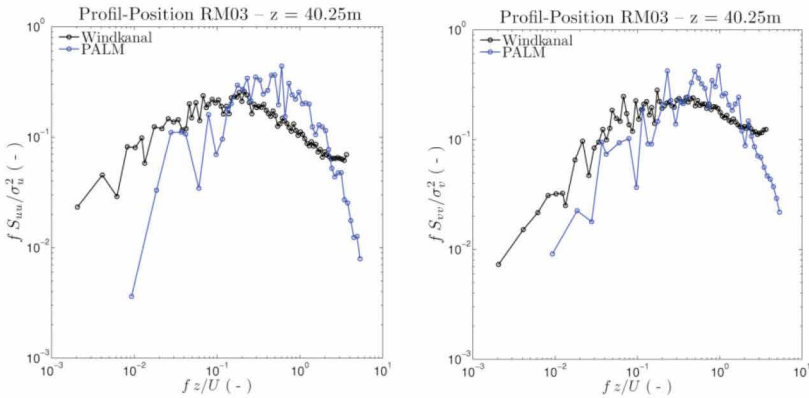 Profil-Position RM03 – z = 40.25m
Windkanal
PALM
f S_uu/σ_u^2 ( - )
10^0
10^-1
10^-2
10^-3
10^-3 10^-2 10^-1 10^0 10^1
f z/U ( - )
Profil-Position RM03 – z = 40.25m
Windkanal
PALM
f S_vv/σ_v^2 ( - )
10^0
10^-1
10^-2
10^-3
10^-3 10^-2 10^-1 10^0 10^1
f z/U ( - )